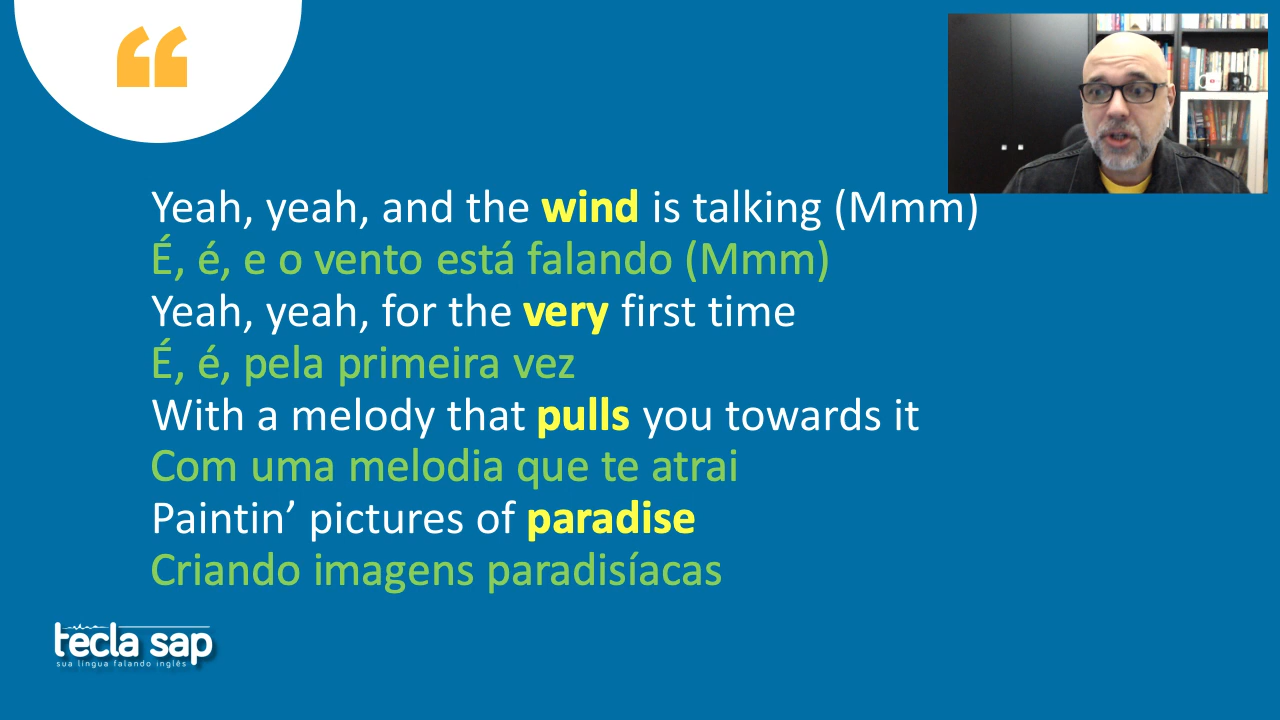 Yeah, yeah, and the wind is talking (Mmm)
É, é, e o vento está falando (Mmm)
Yeah, yeah, for the very first time
É, é, pela primeira vez
With a melody that pulls you towards it
Com uma melodia que te atrai
Paintin’ pictures of paradise
Criando imagens paradisíacas
tecla sap
sua língua falando inglês